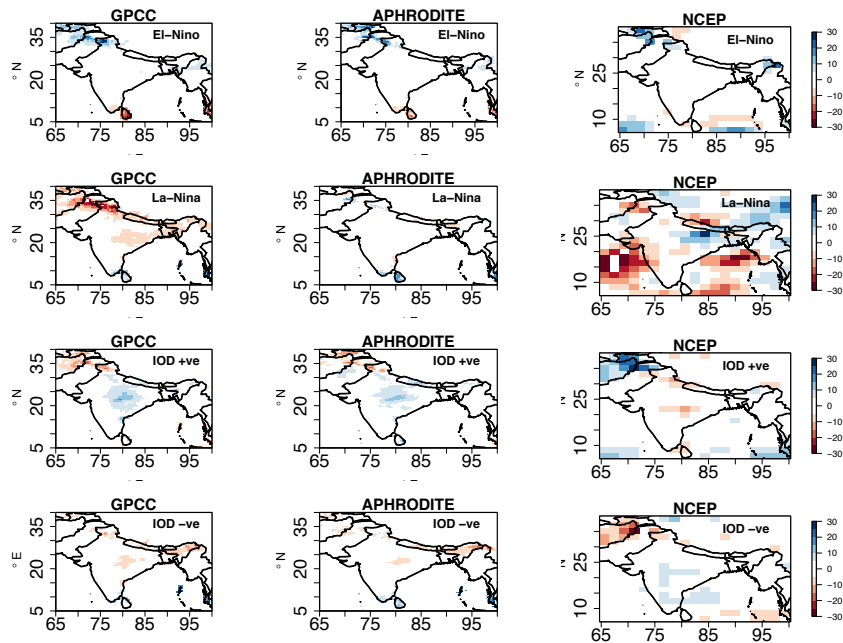 GPCC APHRODITE NCEP
El−Nino El−Nino El−Nino
° N 35 20 5
65 75 85 95
° N 35 20 5
65 75 85 95
° N 25 10
65 75 85 95
30 20 10 0 −10 −20 −30
GPCC APHRODITE NCEP
La−Nina La−Nina La−Nina
° N 35 20 5
65 75 85 95
° N 35 20 5
65 75 85 95
25 10
65 75 85 95
30 20 10 0 −10 −20 −30
GPCC APHRODITE NCEP
IOD +ve IOD +ve IOD +ve
° N 35 20 5
65 75 85 95
° N 35 20 5
65 75 85 95
25 10
65 75 85 95
30 20 10 0 −10 −20 −30
GPCC APHRODITE NCEP
IOD −ve IOD −ve IOD −ve
° E 35 20 5
65 75 85 95
° N 35 20 5
65 75 85 95
25 10
65 75 85 95
30 20 10 0 −10 −20 −30